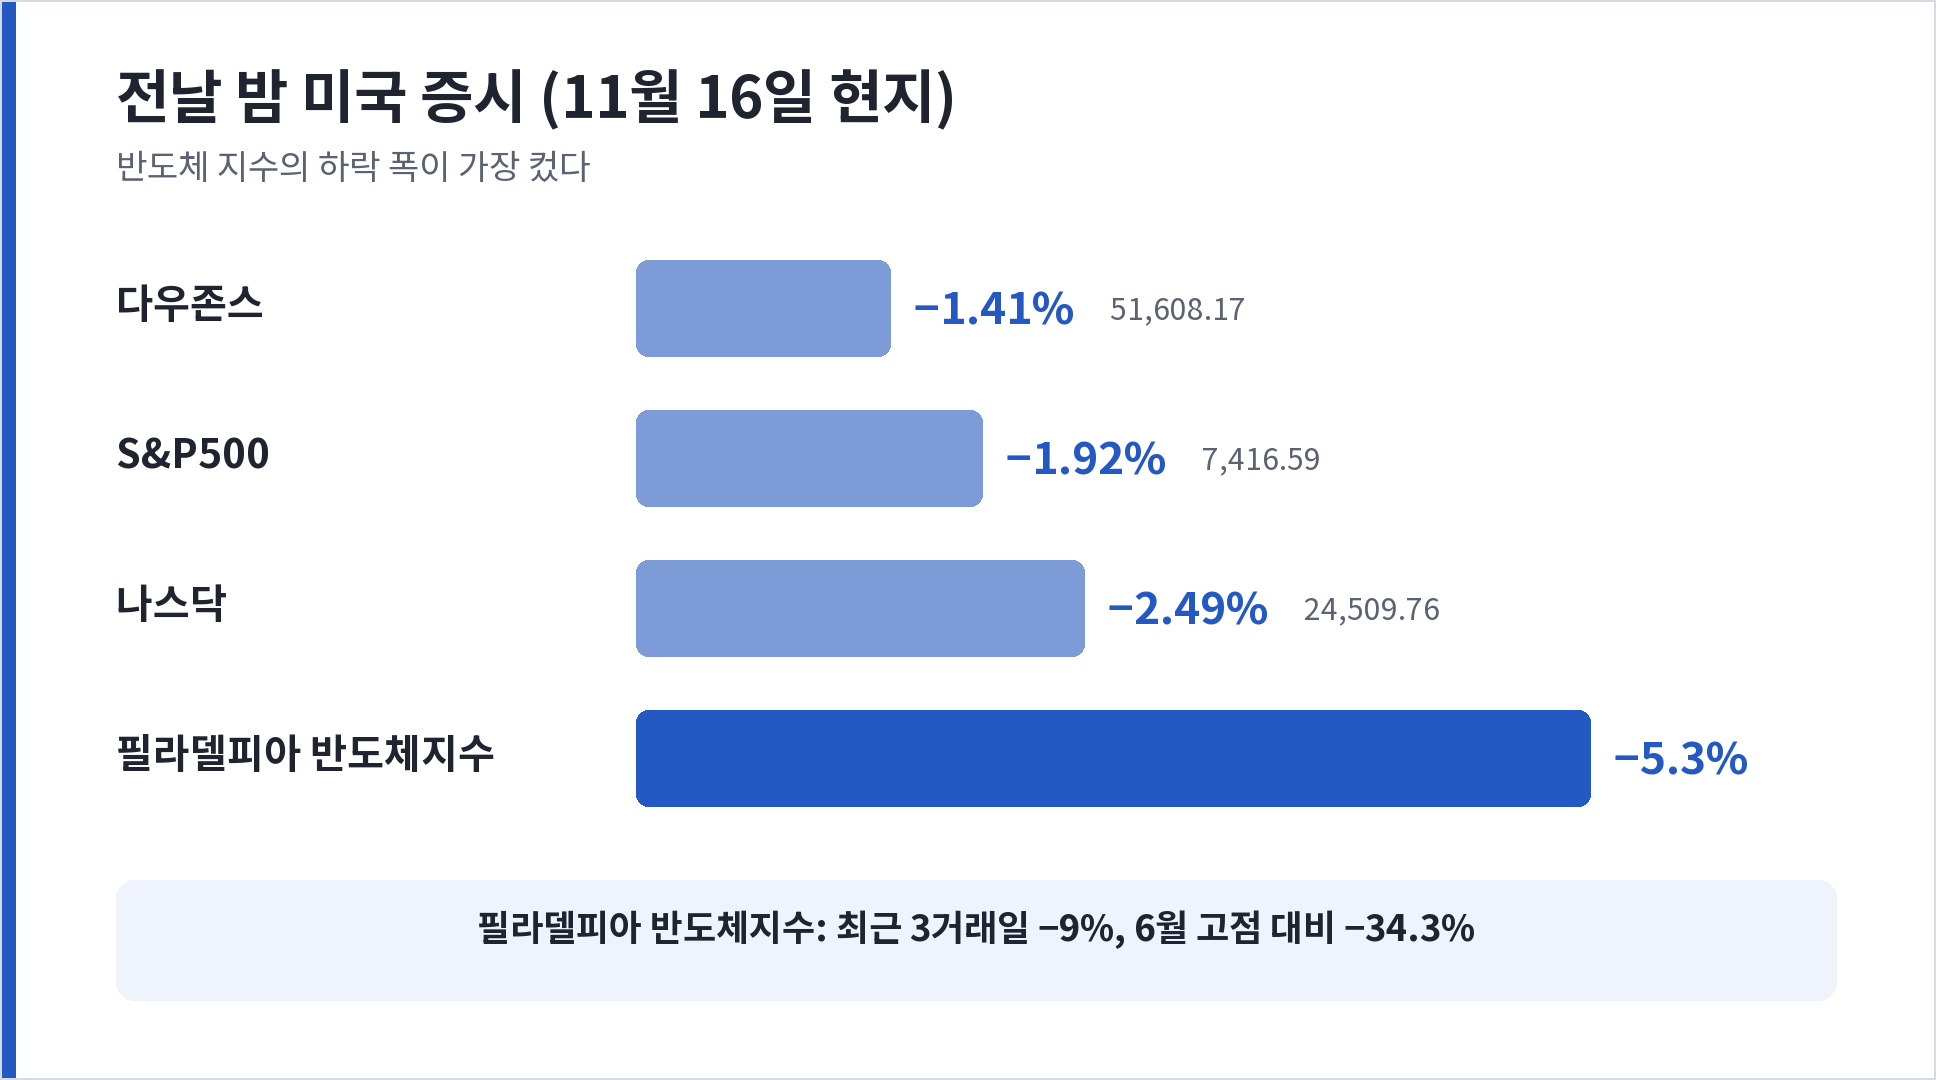 전날 밤 미국 증시 (11월 16일 현지)
반도체 지수의 하락 폭이 가장 컸다
다우존스 −1.41% 51,608.17
S&P500 −1.92% 7,416.59
나스닥 −2.49% 24,509.76
필라델피아 반도체지수 −5.3%
필라델피아 반도체지수: 최근 3거래일 −9%, 6월 고점 대비 −34.3%